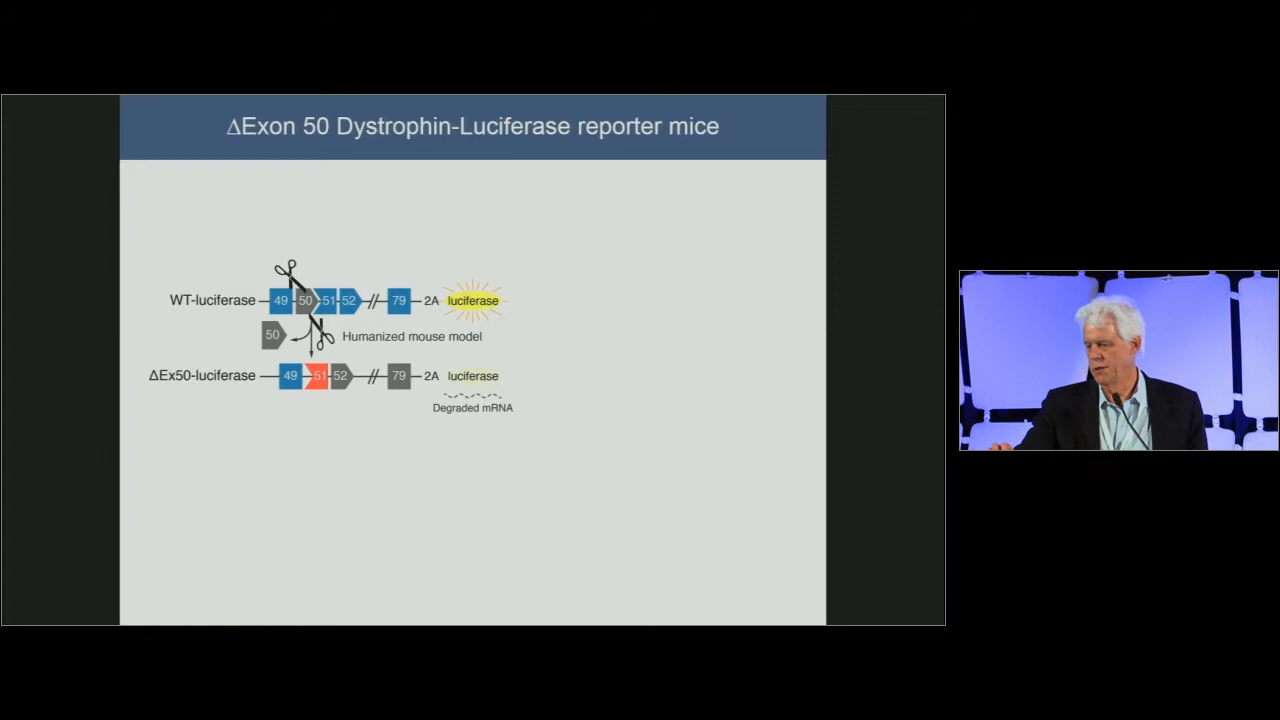 ΔExon 50 Dystrophin-Luciferase reporter mice
WT-luciferase 49 50 51 52 79 2A luciferase
50 Humanized mouse model
ΔEx50-luciferase 49 51 52 79 2A luciferase
Degraded mRNA